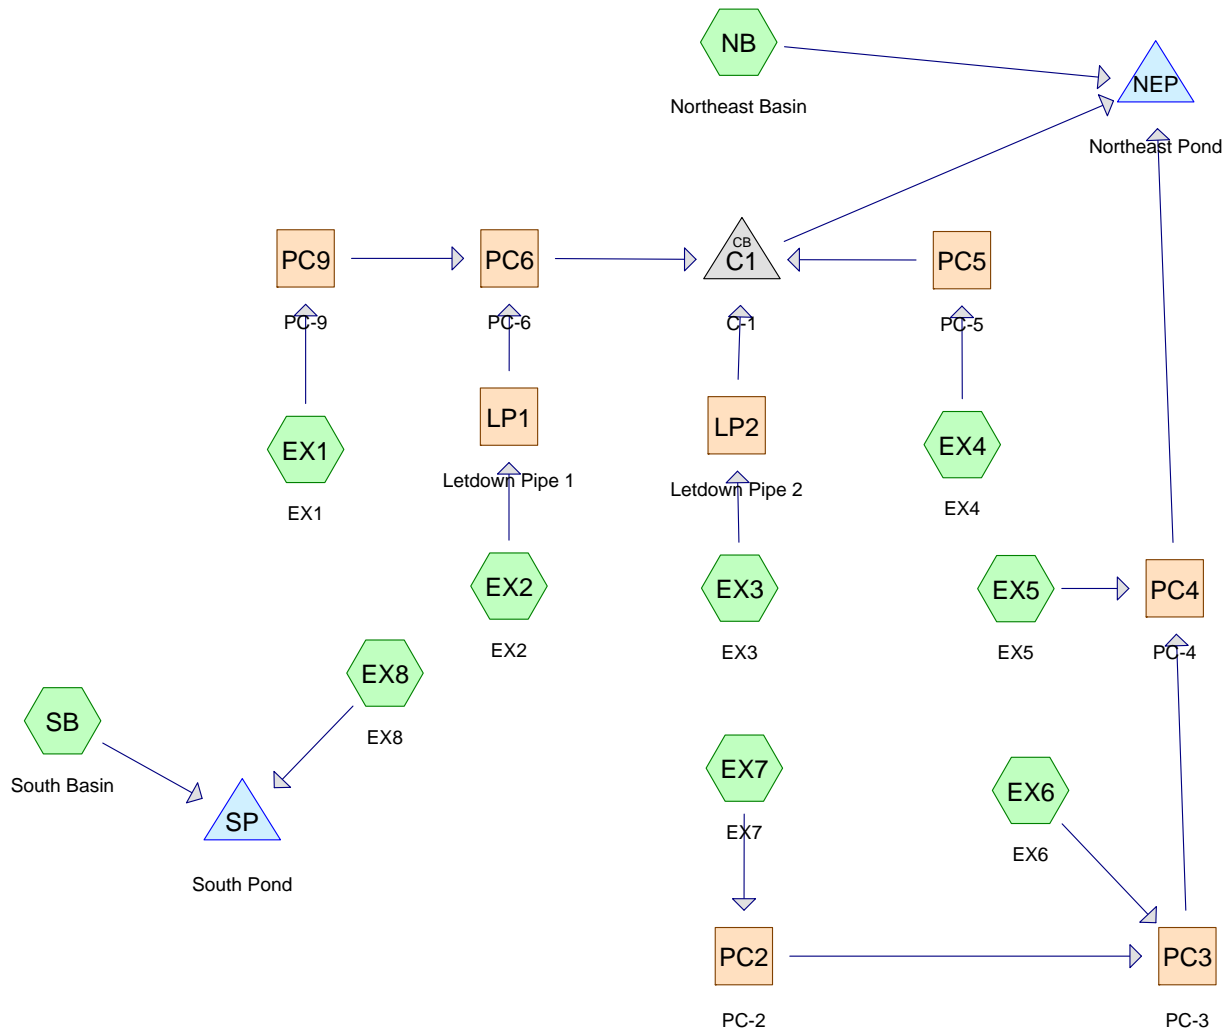 NB
Northeast Basin
NEP
Northeast Pond
PC9
PC-9
PC6
PC-6
CB
C1
C-1
PC5
PC-5
EX1
EX1
LP1
Letdown Pipe 1
LP2
Letdown Pipe 2
EX4
EX4
EX2
EX2
EX3
EX3
EX5
EX5
PC4
PC-4
EX8
EX8
SB
South Basin
SP
South Pond
EX7
EX7
EX6
EX6
PC2
PC-2
PC3
PC-3